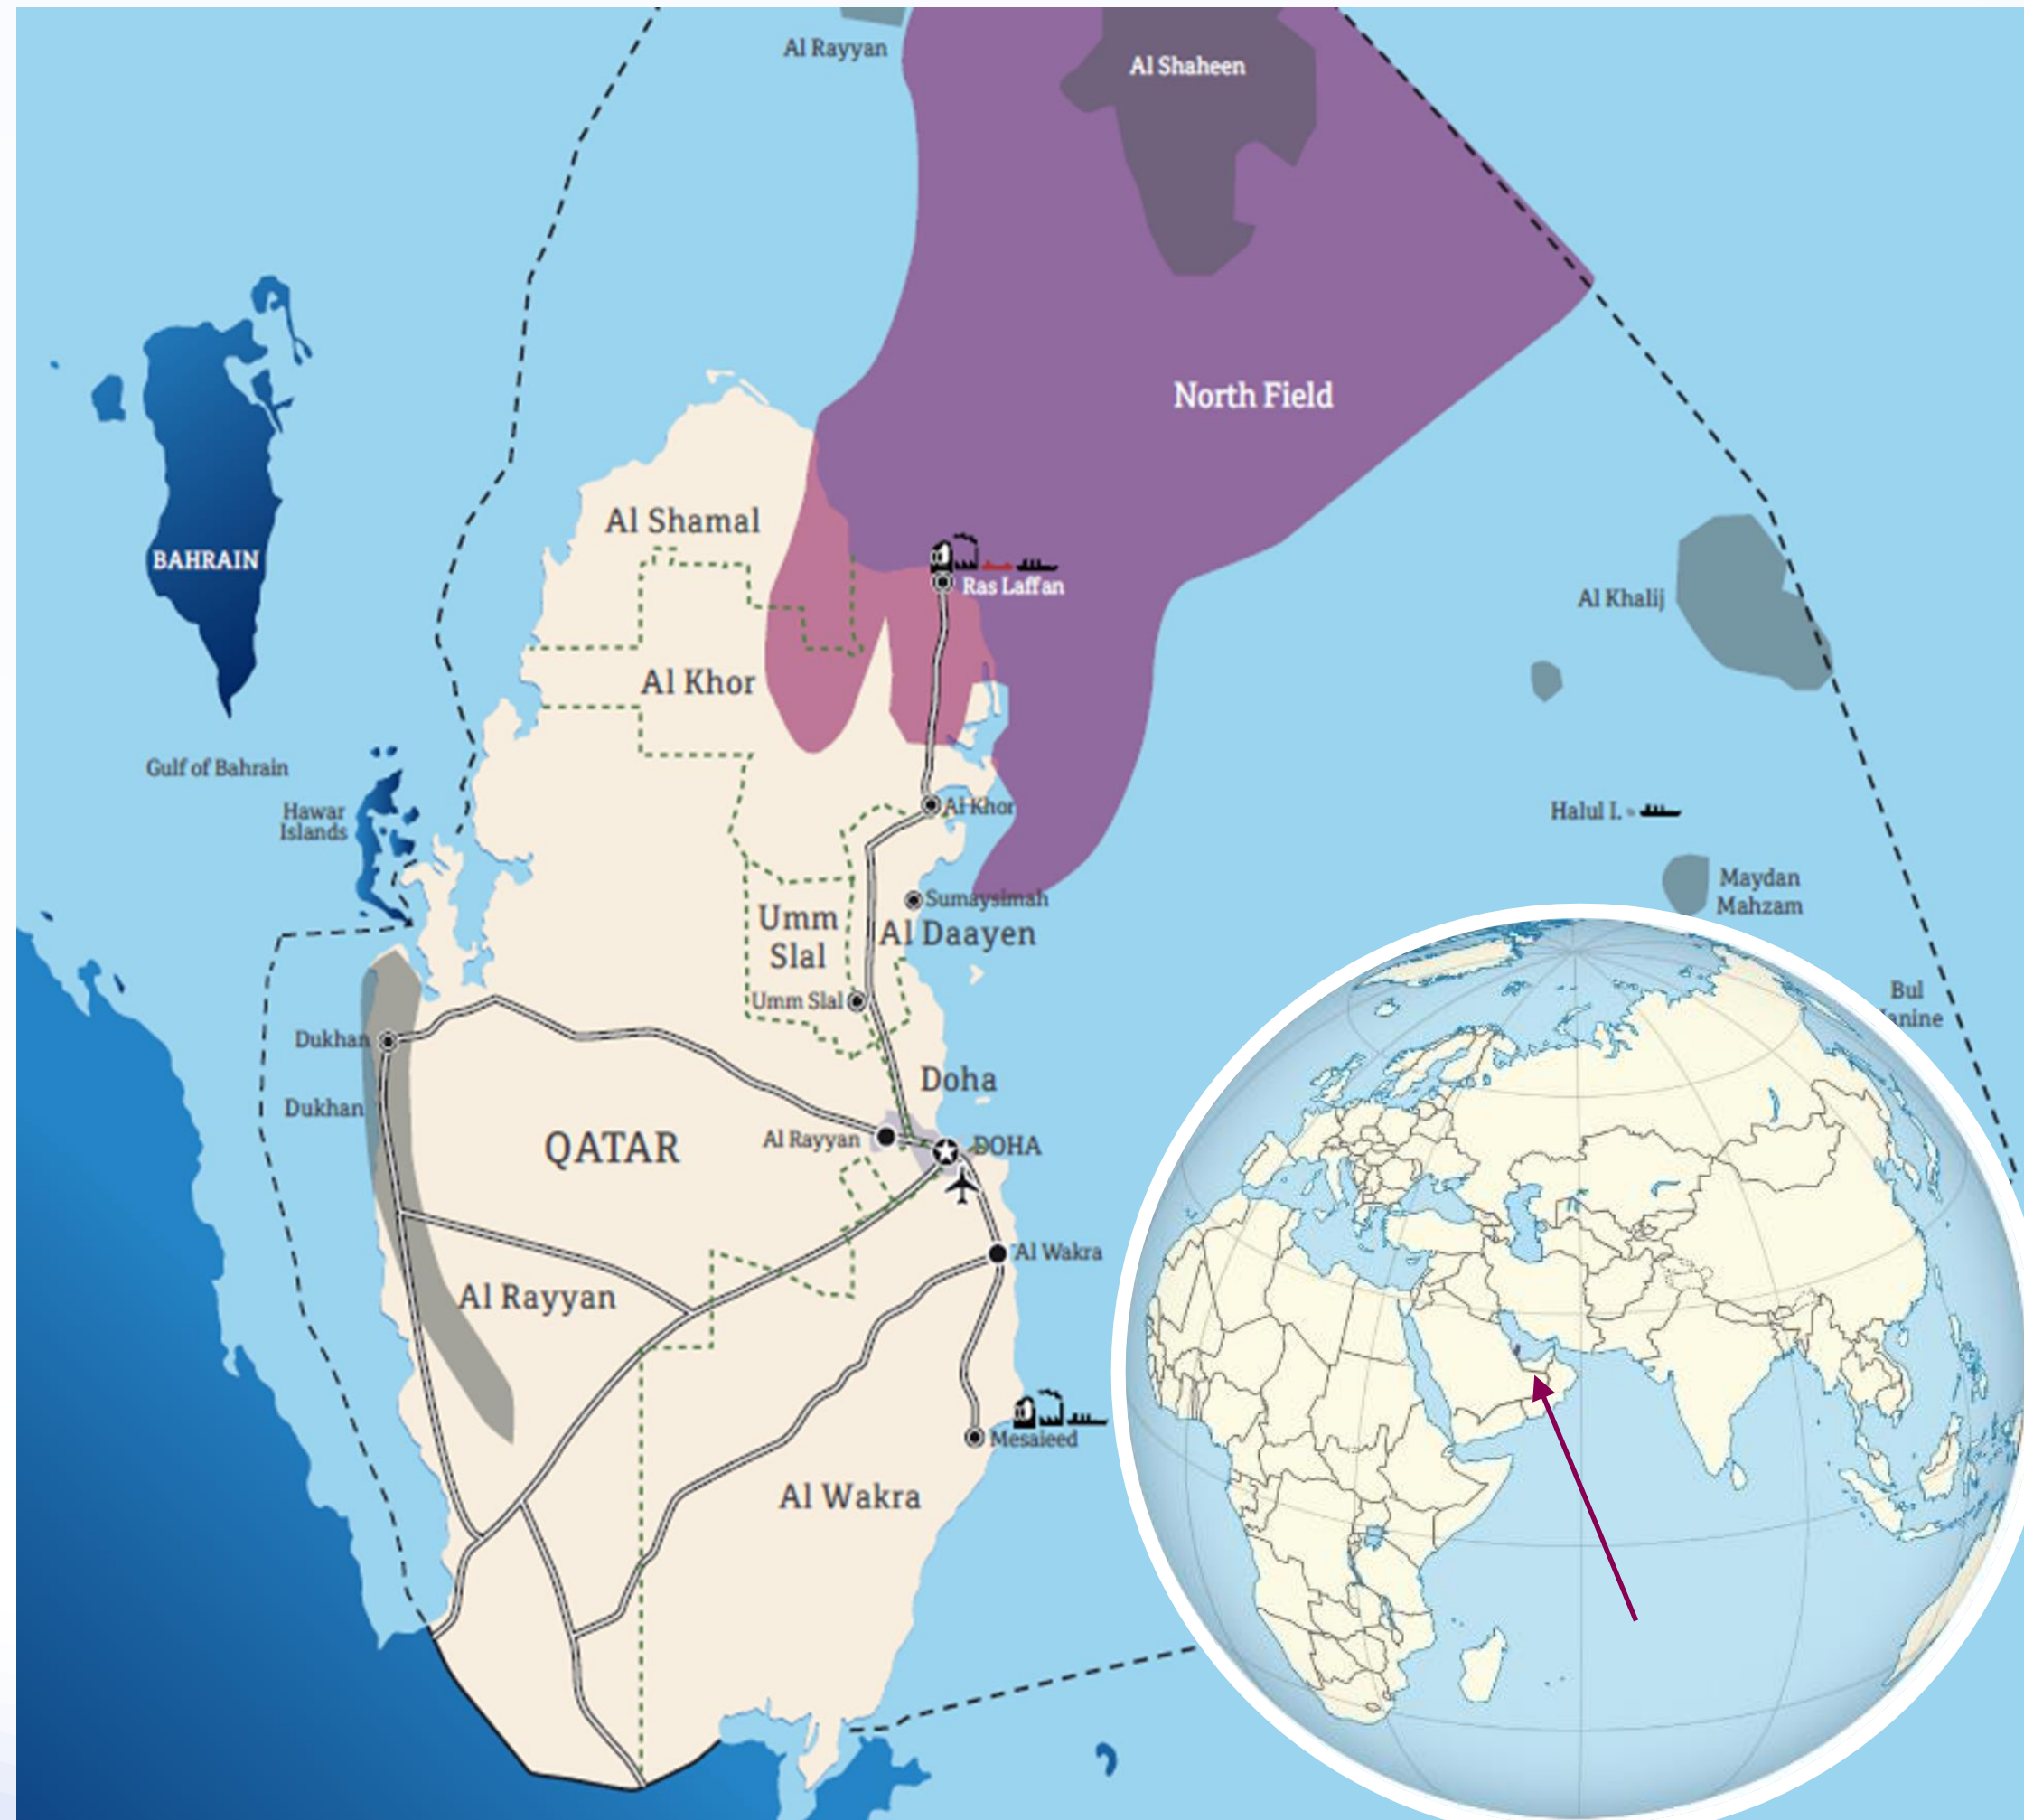 Al Rayyan
Al Shaheen
North Field
Al Shamal
BAHRAIN
Ras Laffan
Al Khalij
Al Khor
Gulf of Bahrain
Hawar
Islands
Al Khor
Halul I.
Maydan
Mahzam
Sumaysimah
Umm
Slal
Al Daayen
Umm Slal
Bul
Dukhan
Doha
Dukhan
QATAR
Al Rayyan
DOHA
Al Wakra
Al Rayyan
Mesaieed
Al Wakra